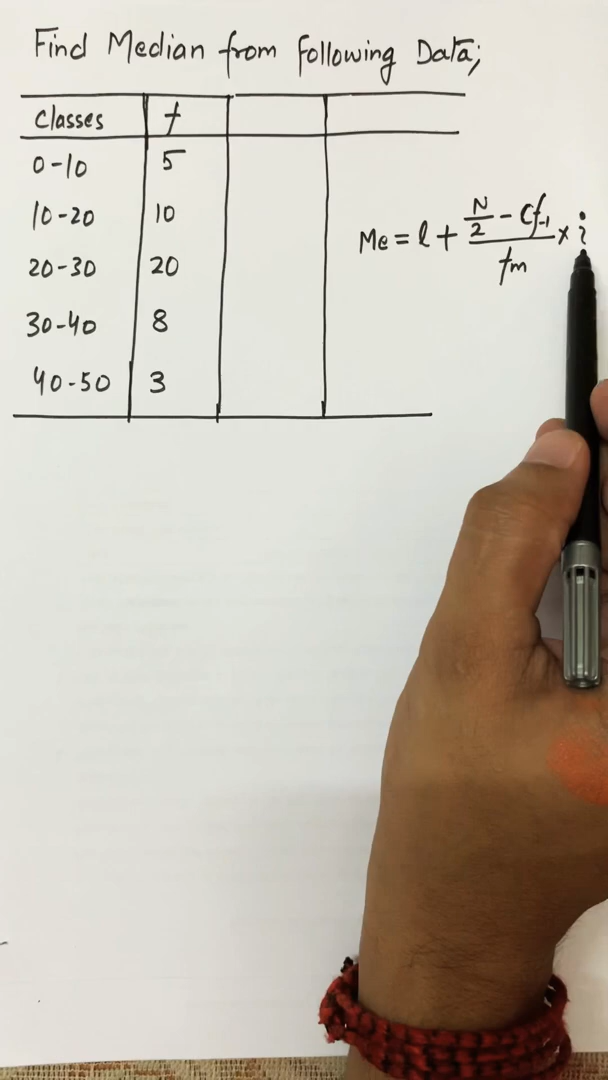 Find Median from Following Data;
Classes f
0-10 5
10-20 10
20-30 20
30-40 8
40-50 3
Me = l + (N/2 - Cf₋₁)/fm × i